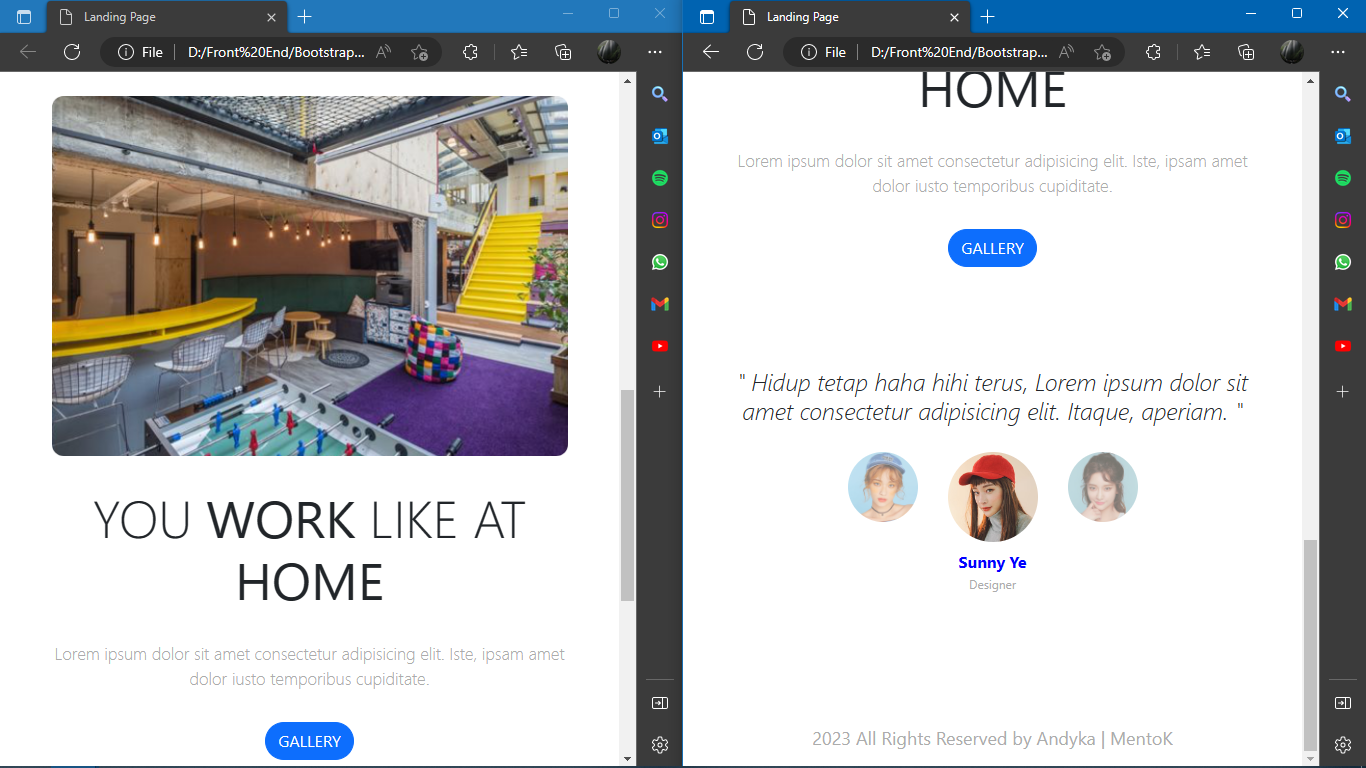 Landing Page
File
D:/Front%20End/Bootstrap...
YOU WORK LIKE AT
HOME
Lorem ipsum dolor sit amet consectetur adipisicing elit. Iste, ipsam amet
dolor iusto temporibus cupiditate.
GALLERY
Landing Page
File
D:/Front%20End/Bootstrap...
HOME
Lorem ipsum dolor sit amet consectetur adipisicing elit. Iste, ipsam amet
dolor iusto temporibus cupiditate.
GALLERY
" Hidup tetap haha hihi terus, Lorem ipsum dolor sit
amet consectetur adipisicing elit. Itaque, aperiam. "
Sunny Ye
Designer
2023 All Rights Reserved by Andyka | MentoK